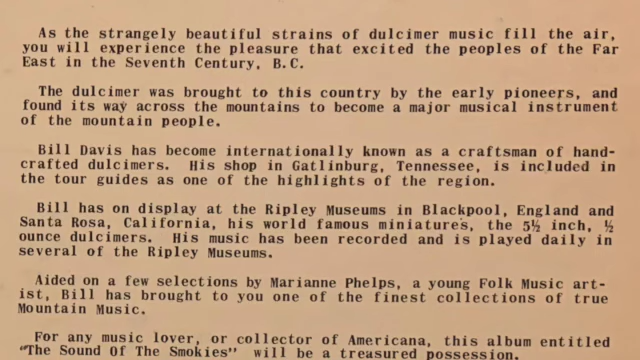 As the strangely beautiful strains of dulcimer music fill the air,
you will experience the pleasure that excited the peoples of the Far
East in the Seventh Century, B.C.
The dulcimer was brought to this country by the early pioneers, and
found its way across the mountains to become a major musical instrument
of the mountain people.
Bill Davis has become internationally known as a craftsman of hand-
crafted dulcimers. His shop in Gatlinburg, Tennessee, is included in
the tour guides as one of the highlights of the region.
Bill has on display at the Ripley Museums in Blackpool, England and
Santa Rosa, California, his world famous miniatures, the 5½ inch, ½
ounce dulcimers. His music has been recorded and is played daily in
several of the Ripley Museums.
Aided on a few selections by Marianne Phelps, a young Folk Music art-
ist, Bill has brought to you one of the finest collections of true
Mountain Music.
For any music lover, or collector of Americana, this album entitled
"The Sound Of The Smokies" will be a treasured possession.